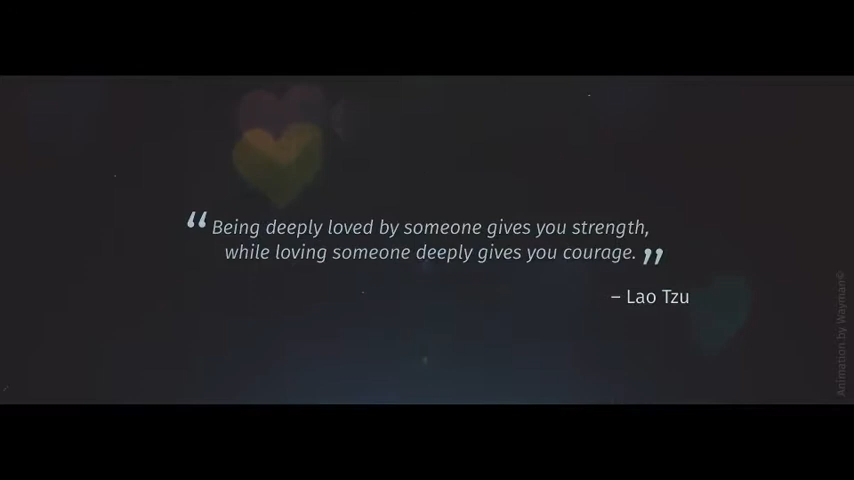 “Being deeply loved by someone gives you strength,
while loving someone deeply gives you courage.”
– Lao Tzu
Animation by Wayman©